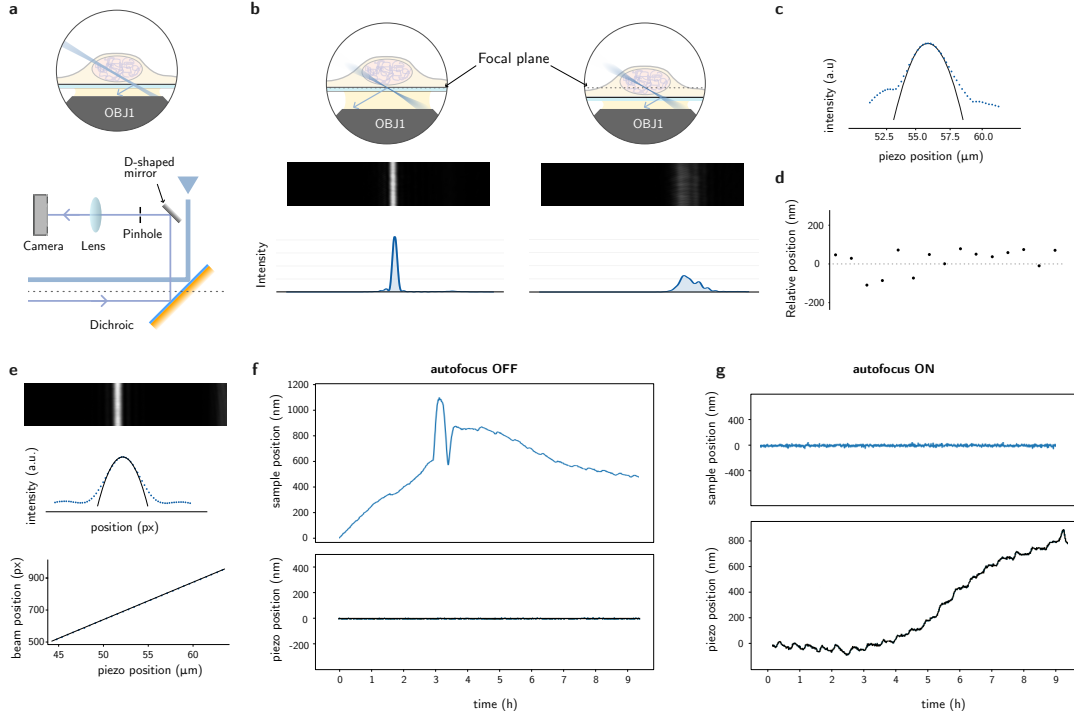 a
OBJ1
D-shaped
mirror
Camera
Lens
Pinhole
Dichroic
b
Focal plane
OBJ1
OBJ1
Intensity
c
intensity (a.u)
52.5 55.0 57.5 60.0
piezo position (μm)
d
Relative position (nm)
200
0
-200
e
intensity (a.u.)
position (px)
beam position (px)
900
700
500
45 50 55 60
piezo position (μm)
f
autofocus OFF
sample position (nm)
1200
1000
800
600
400
200
0
piezo position (nm)
400
200
0
-200
0 1 2 3 4 5 6 7 8 9
time (h)
g
autofocus ON
sample position (nm)
400
0
-400
piezo position (nm)
800
600
400
200
0
0 1 2 3 4 5 6 7 8 9
time (h)